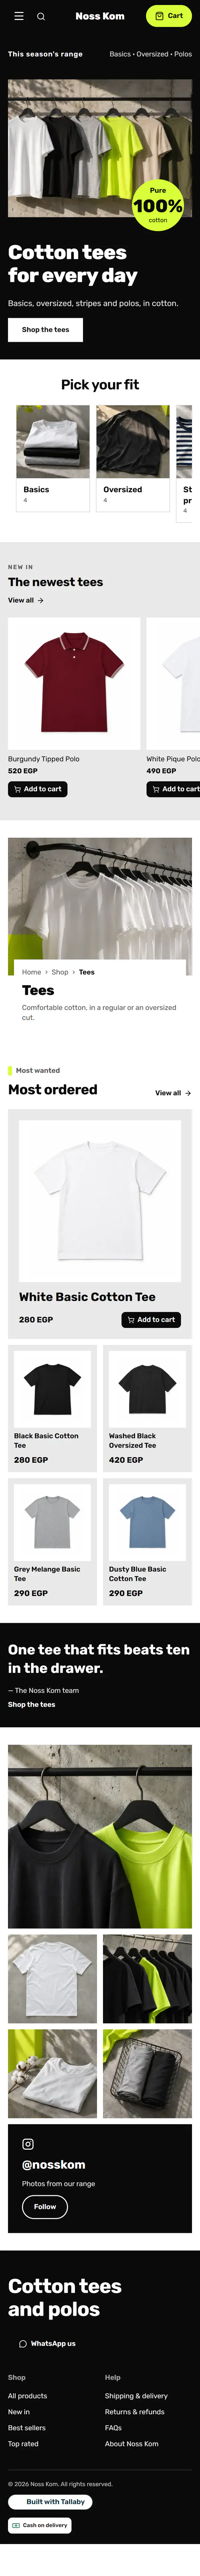 Noss Kom
Cart
This season's range
Basics • Oversized • Polos
Pure
100%
cotton
Cotton tees
for every day
Basics, oversized, stripes and polos, in cotton.
Shop the tees
Pick your fit
Basics
4
Oversized
4
St
pr
4
NEW IN
The newest tees
View all →
Burgundy Tipped Polo
520 EGP
Add to cart
White Pique Polo
490 EGP
Add to cart
Home › Shop › Tees
Tees
Comfortable cotton, in a regular or an oversized
cut.
Most wanted
Most ordered
View all →
White Basic Cotton Tee
280 EGP
Add to cart
Black Basic Cotton
Tee
280 EGP
Washed Black
Oversized Tee
420 EGP
Grey Melange Basic
Tee
290 EGP
Dusty Blue Basic
Cotton Tee
290 EGP
One tee that fits beats ten
in the drawer.
— The Noss Kom team
Shop the tees
@nosskom
Photos from our range
Follow
Cotton tees
and polos
WhatsApp us
Shop
All products
New in
Best sellers
Top rated
Help
Shipping & delivery
Returns & refunds
FAQs
About Noss Kom
© 2026 Noss Kom. All rights reserved.
Built with Tallaby
Cash on delivery